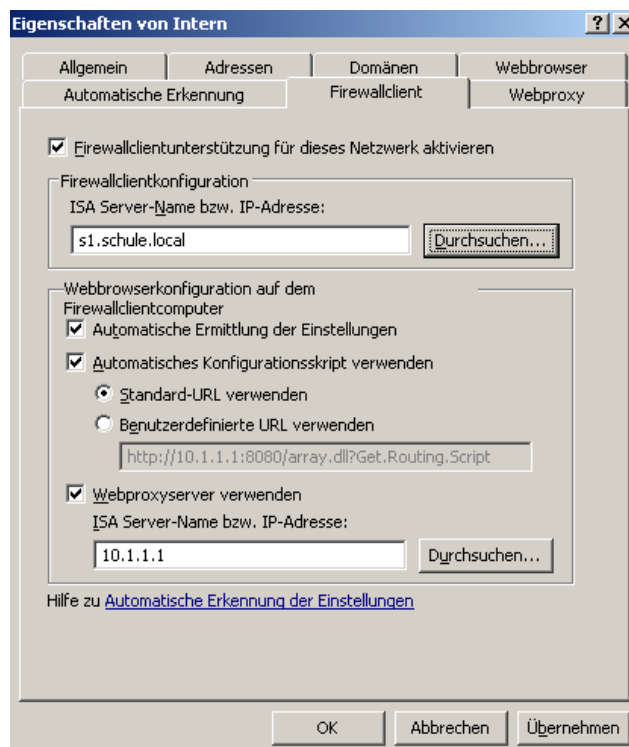 Eigenschaften von Intern
Allgemein Adressen Domänen Webbrowser
Automatische Erkennung Firewallclient Webproxy
Firewallclientunterstützung für dieses Netzwerk aktivieren
Firewallclientkonfiguration
ISA Server-Name bzw. IP-Adresse:
s1.schule.local Durchsuchen...
Webbrowserkonfiguration auf dem
Firewallclientcomputer
Automatische Ermittlung der Einstellungen
Automatisches Konfigurationsskript verwenden
Standard-URL verwenden
Benutzerdefinierte URL verwenden
http://10.1.1.1:8080/array.dll?Get.Routing.Script
Webproxyserver verwenden
ISA Server-Name bzw. IP-Adresse:
10.1.1.1 Durchsuchen...
Hilfe zu Automatische Erkennung der Einstellungen
OK Abbrechen Übernehmen